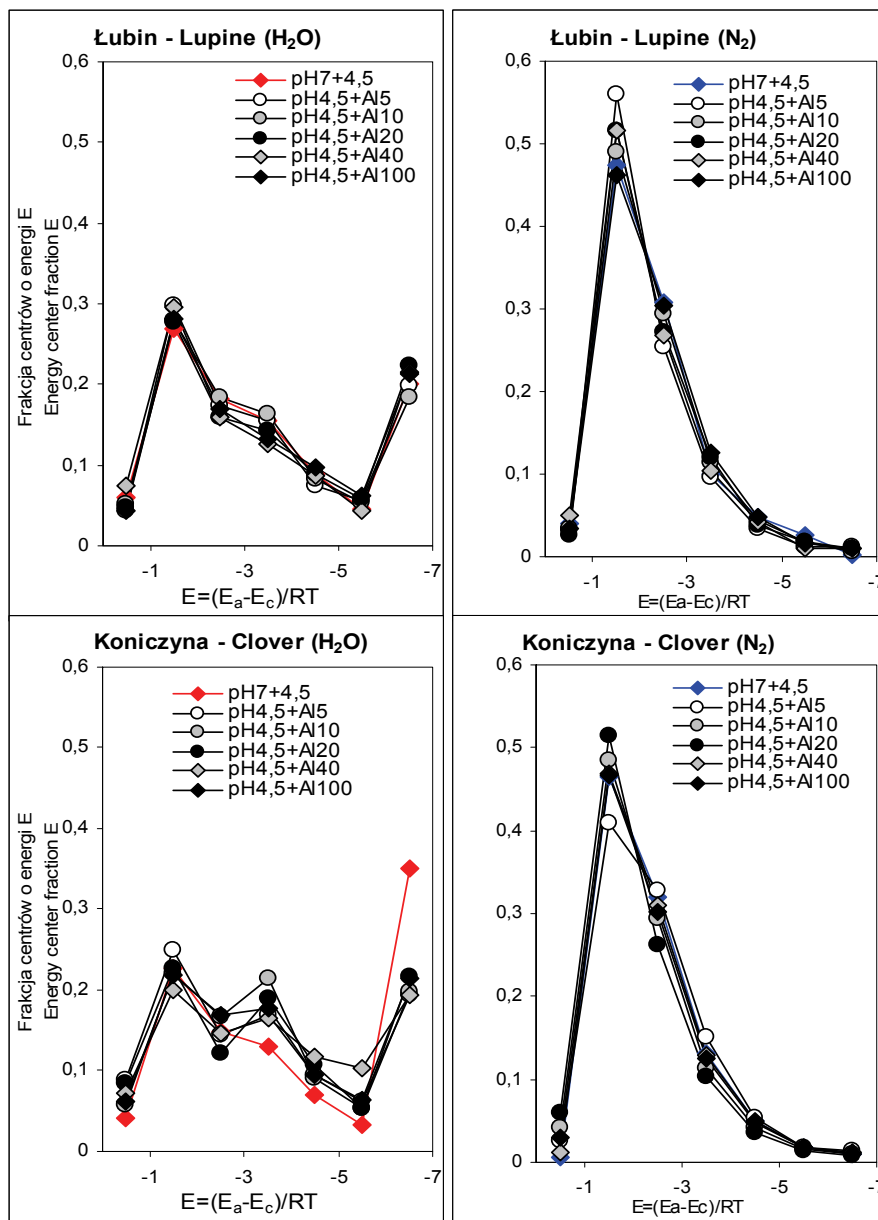 Łubin - Lupine (H₂O)
0,6
0,5
0,4
0,3
0,2
0,1
0
pH7+4,5
pH4,5+Al5
pH4,5+Al10
pH4,5+Al20
pH4,5+Al40
pH4,5+Al100
Frakcja centrów o energi E
Energy center fraction E
-1 -3 -5 -7
E=(Eₐ-E_c)/RT
Łubin - Lupine (N₂)
0,6
0,5
0,4
0,3
0,2
0,1
0
pH7+4,5
pH4,5+Al5
pH4,5+Al10
pH4,5+Al20
pH4,5+Al40
pH4,5+Al100
-1 -3 -5 -7
E=(Ea-Ec)/RT
Koniczyna - Clover (H₂O)
0,6
0,5
0,4
0,3
0,2
0,1
0
pH7+4,5
pH4,5+Al5
pH4,5+Al10
pH4,5+Al20
pH4,5+Al40
pH4,5+Al100
Frakcja centrów o energi E
Energy center fraction E
-1 -3 -5 -7
E=(Eₐ-E_c)/RT
Koniczyna - Clover (N₂)
0,6
0,5
0,4
0,3
0,2
0,1
0
pH7+4,5
pH4,5+Al5
pH4,5+Al10
pH4,5+Al20
pH4,5+Al40
pH4,5+Al100
-1 -3 -5 -7
E=(Ea-Ec)/RT